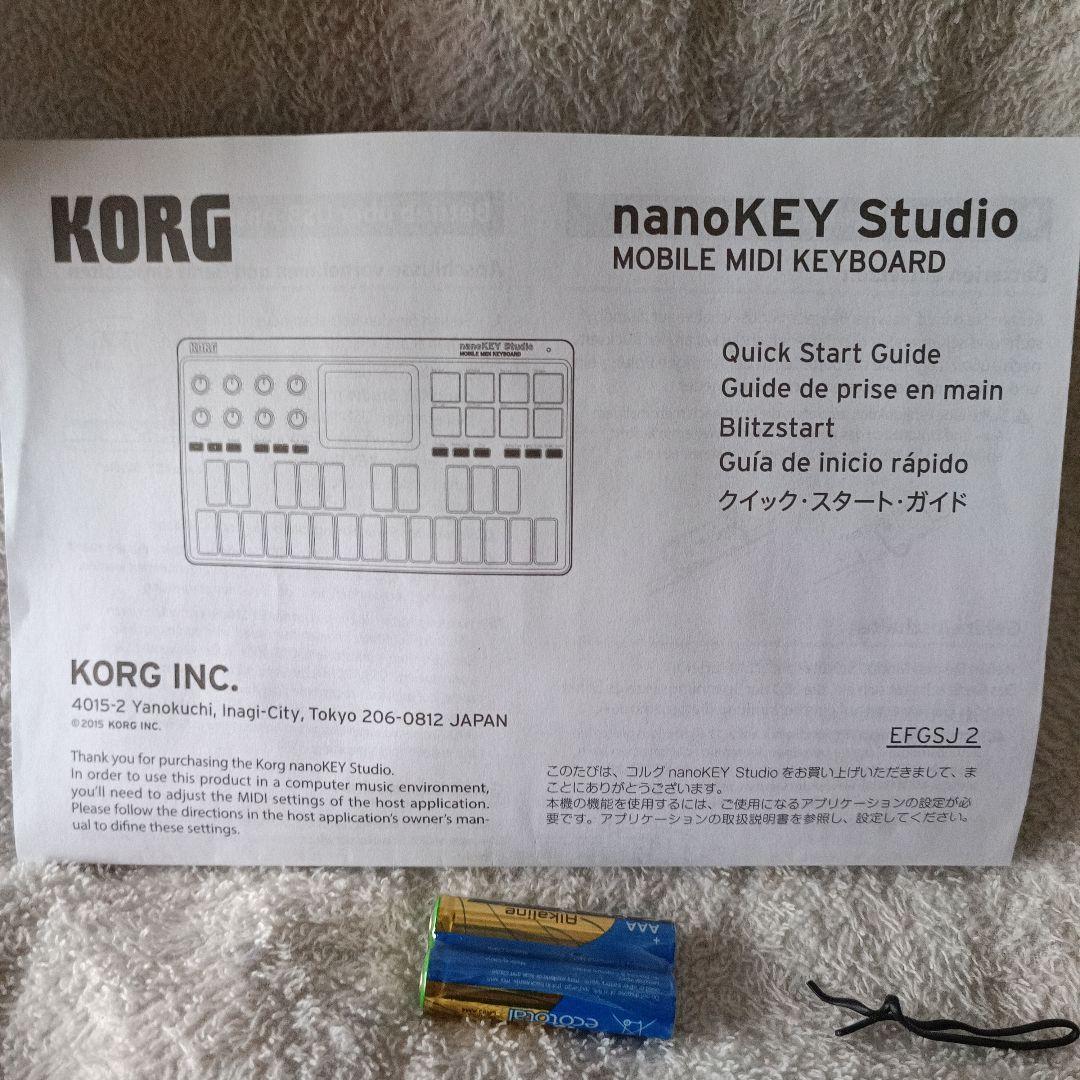 KORG
nanoKEY Studio
MOBILE MIDI KEYBOARD
KORG
nanoKEY Studio
MOBILE MIDI KEYBOARD
Quick Start Guide
Guide de prise en main
Blitzstart
Guía de inicio rápido
クイック・スタート・ガイド
KORG INC.
4015-2 Yanokuchi, Inagi-City, Tokyo 206-0812 JAPAN
©2015 KORG INC.
EFGSJ 2
Thank you for purchasing the Korg nanoKEY Studio.
In order to use this product in a computer music environment,
you'll need to adjust the MIDI settings of the host application.
Please follow the directions in the host application's owner's man-
ual to difine these settings.
このたびは、コルグ nanoKEY Studio をお買い上げいただきまして、ま
ことにありがとうございます。
本機の機能を使用するには、ご使用になるアプリケーションの設定が必
要です。アプリケーションの取扱説明書を参照し、設定してください。
Alkaline
AAA
+
ecototal